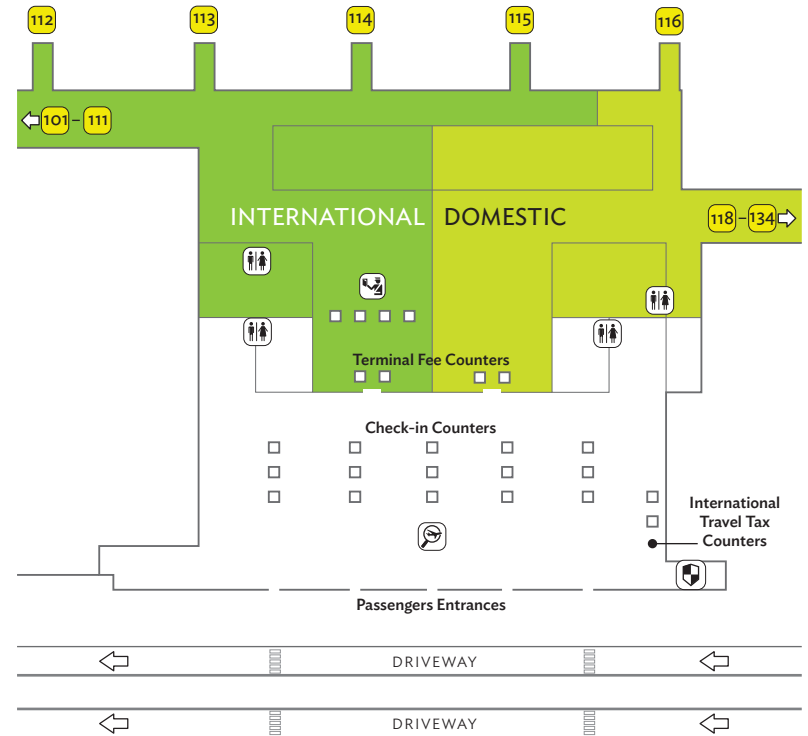 112
113
114
115
116
101 – 111
INTERNATIONAL DOMESTIC
118 – 134
Terminal Fee Counters
Check-in Counters
International
Travel Tax
Counters
Passengers Entrances
DRIVEWAY
DRIVEWAY